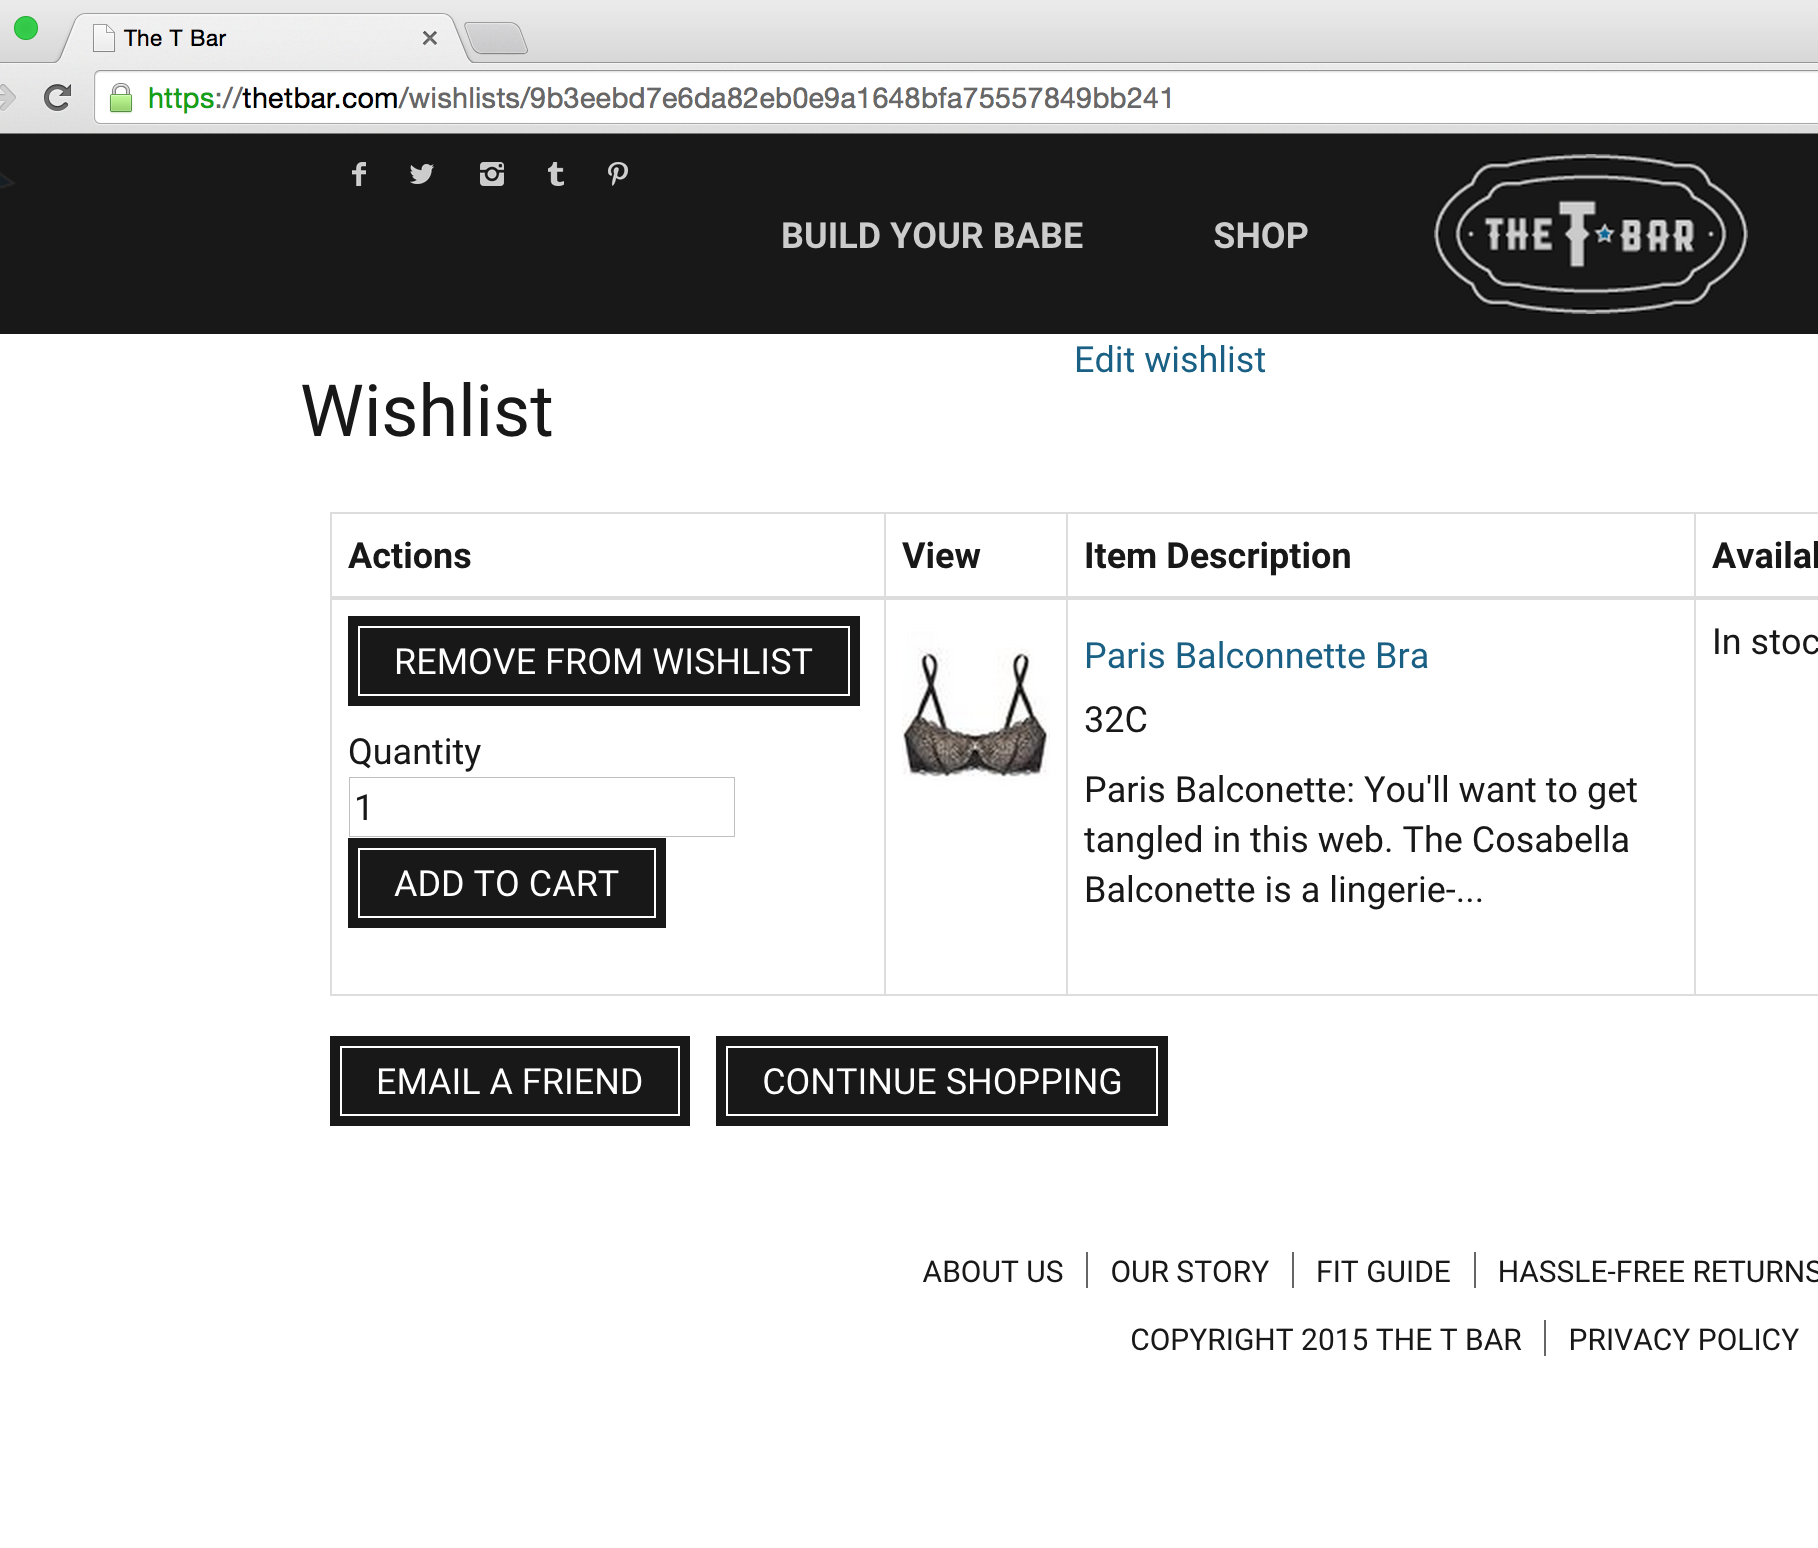 The T Bar
https://thetbar.com/wishlists/9b3eebd7e6da82eb0e9a1648bfa75557849bb241
BUILD YOUR BABE
SHOP
THE T BAR
Edit wishlist
Wishlist
Actions
View
Item Description
Availal
REMOVE FROM WISHLIST
Quantity
1
ADD TO CART
Paris Balconnette Bra
32C
Paris Balconette: You'll want to get
tangled in this web. The Cosabella
Balconette is a lingerie-...
In stoc
EMAIL A FRIEND
CONTINUE SHOPPING
ABOUT US | OUR STORY | FIT GUIDE | HASSLE-FREE RETURNS
COPYRIGHT 2015 THE T BAR | PRIVACY POLICY